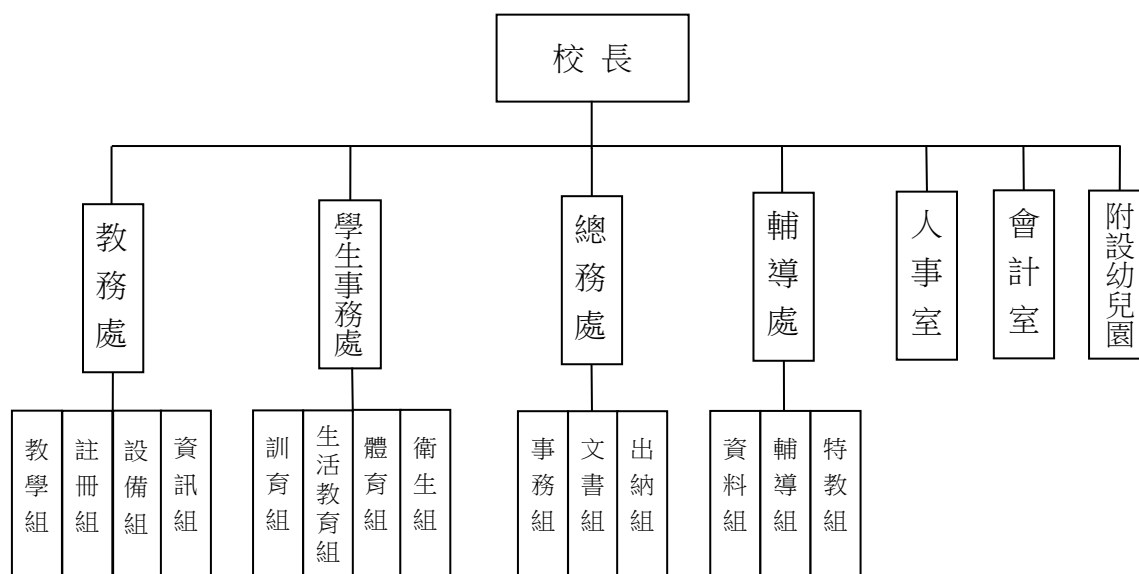 校長
教務處
學生事務處
總務處
輔導處
人事室
會計室
附設幼兒園
教學組
註冊組
設備組
資訊組
訓育組
生活教育組
體育組
衛生組
事務組
文書組
出納組
資料組
輔導組
特教組